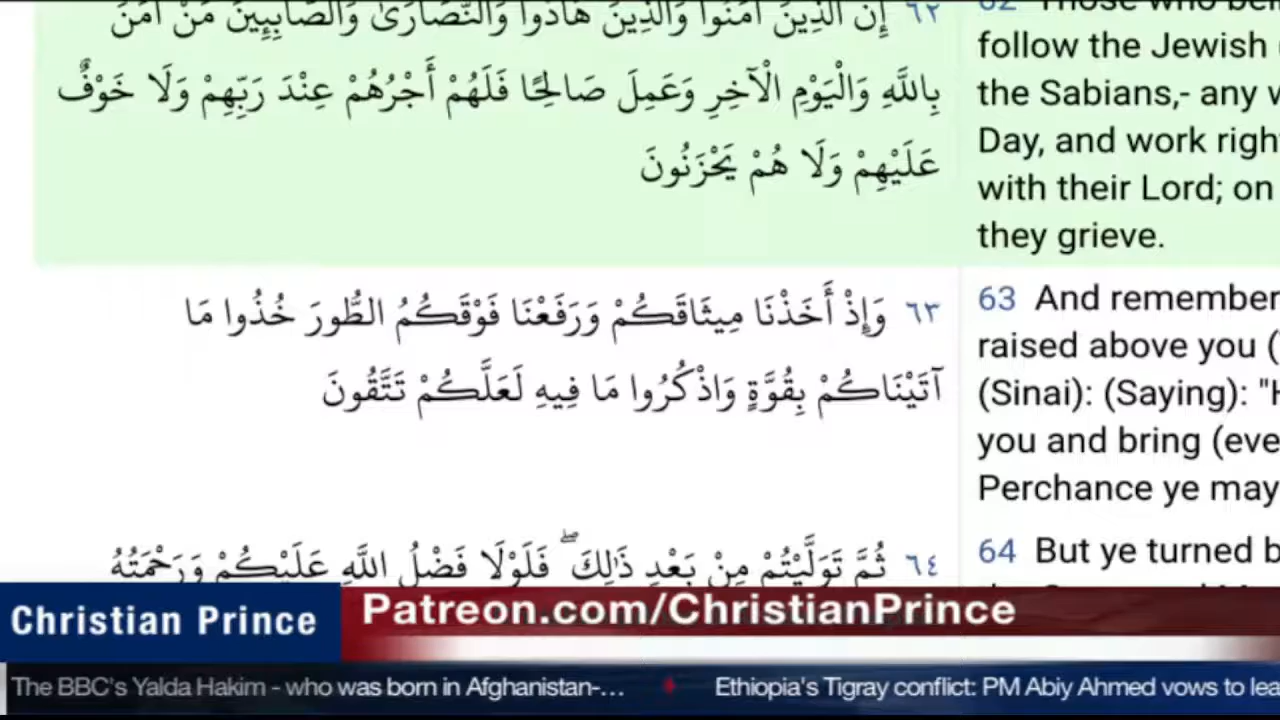 ٦٢ إِنَّ الَّذِينَ آمَنُوا وَالَّذِينَ هَادُوا وَالنَّصَارَىٰ وَالصَّابِئِينَ مَنْ آمَنَ
بِاللَّهِ وَالْيَوْمِ الْآخِرِ وَعَمِلَ صَالِحًا فَلَهُمْ أَجْرُهُمْ عِنْدَ رَبِّهِمْ وَلَا خَوْفٌ
عَلَيْهِمْ وَلَا هُمْ يَحْزَنُونَ
62 Those who
follow the Jewish
the Sabians,- any
Day, and work
with their Lord; on
they grieve.
٦٣ وَإِذْ أَخَذْنَا مِيثَاقَكُمْ وَرَفَعْنَا فَوْقَكُمُ الطُّورَ خُذُوا مَا
آتَيْنَاكُمْ بِقُوَّةٍ وَاذْكُرُوا مَا فِيهِ لَعَلَّكُمْ تَتَّقُونَ
63 And remember
raised above you
(Sinai): (Saying):
you and bring
Perchance ye may
٦٤ ثُمَّ تَوَلَّيْتُمْ مِنْ بَعْدِ ذَٰلِكَ ۖ فَلَوْلَا فَضْلُ اللَّهِ عَلَيْكُمْ وَرَحْمَتُهُ
64 But ye turned
Christian Prince
Patreon.com/ChristianPrince
The BBC's Yalda Hakim - who was born in Afghanistan-... Ethiopia's Tigray conflict: PM Abiy Ahmed vows to